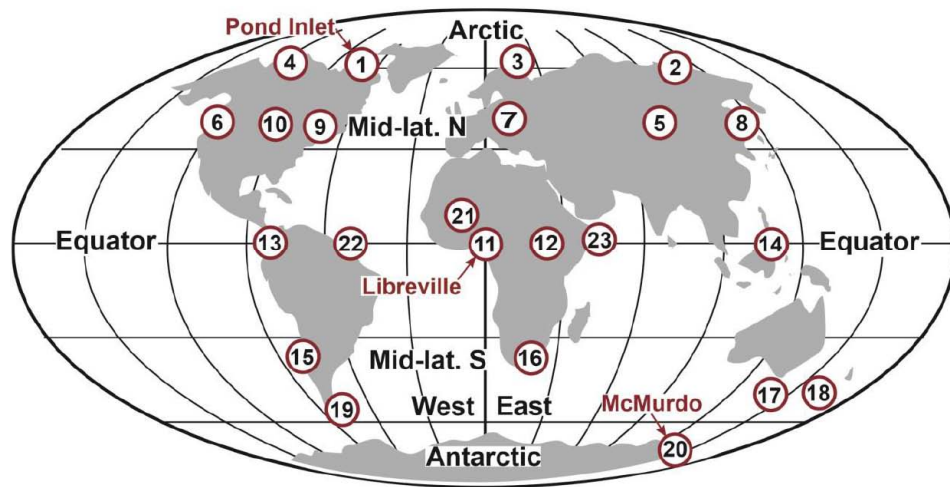 Arctic
Pond Inlet
4
1
3
2
6
10
9
Mid-lat. N
7
5
8
21
Equator
13
22
11
12
23
14
Equator
Libreville
15
Mid-lat. S
16
19
West
East
McMurdo
17
18
20
Antarctic